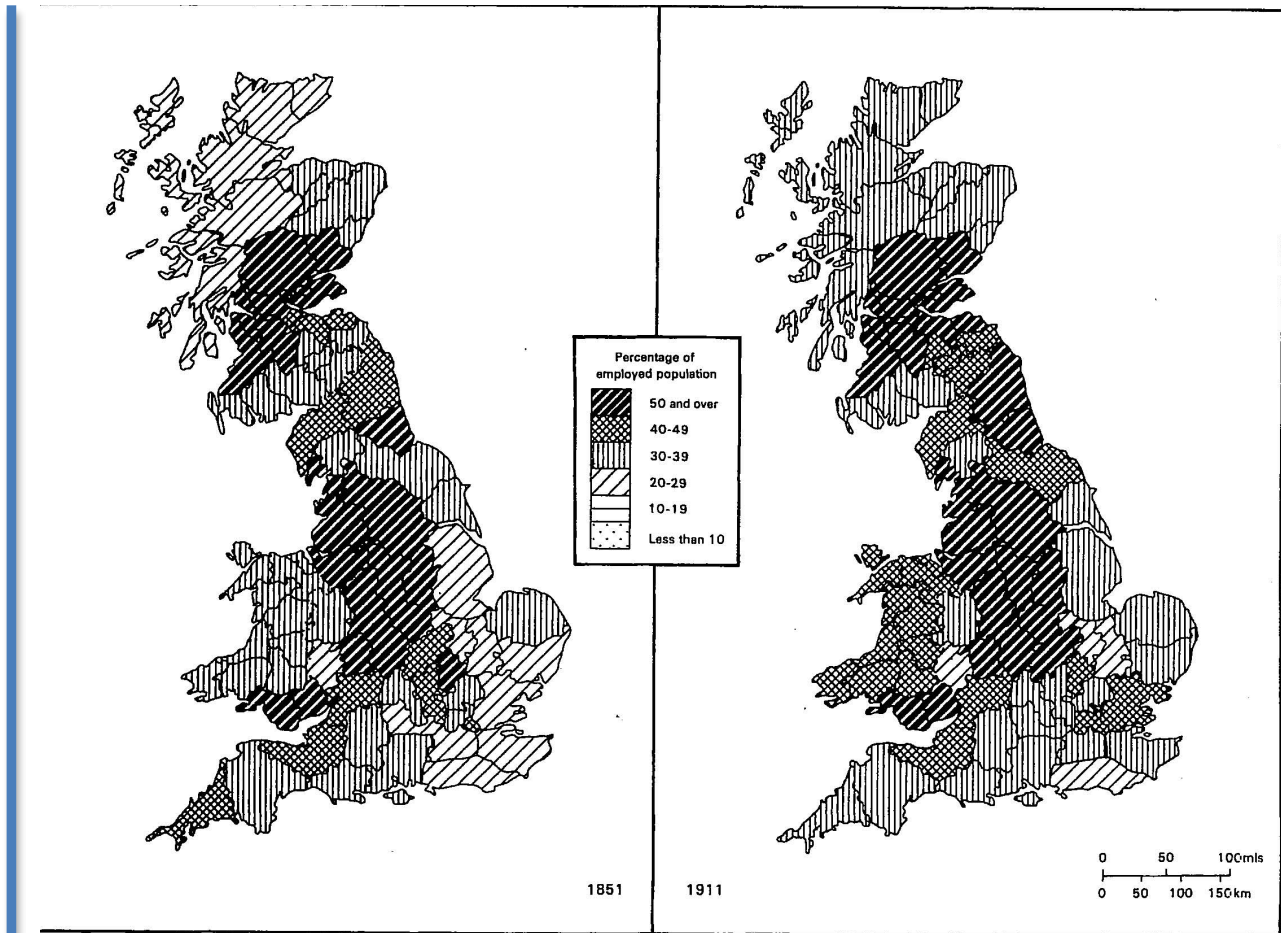 Percentage of
employed population
50 and over
40-49
30-39
20-29
10-19
Less than 10
1851
1911
0 50 100mls
0 50 100 150km